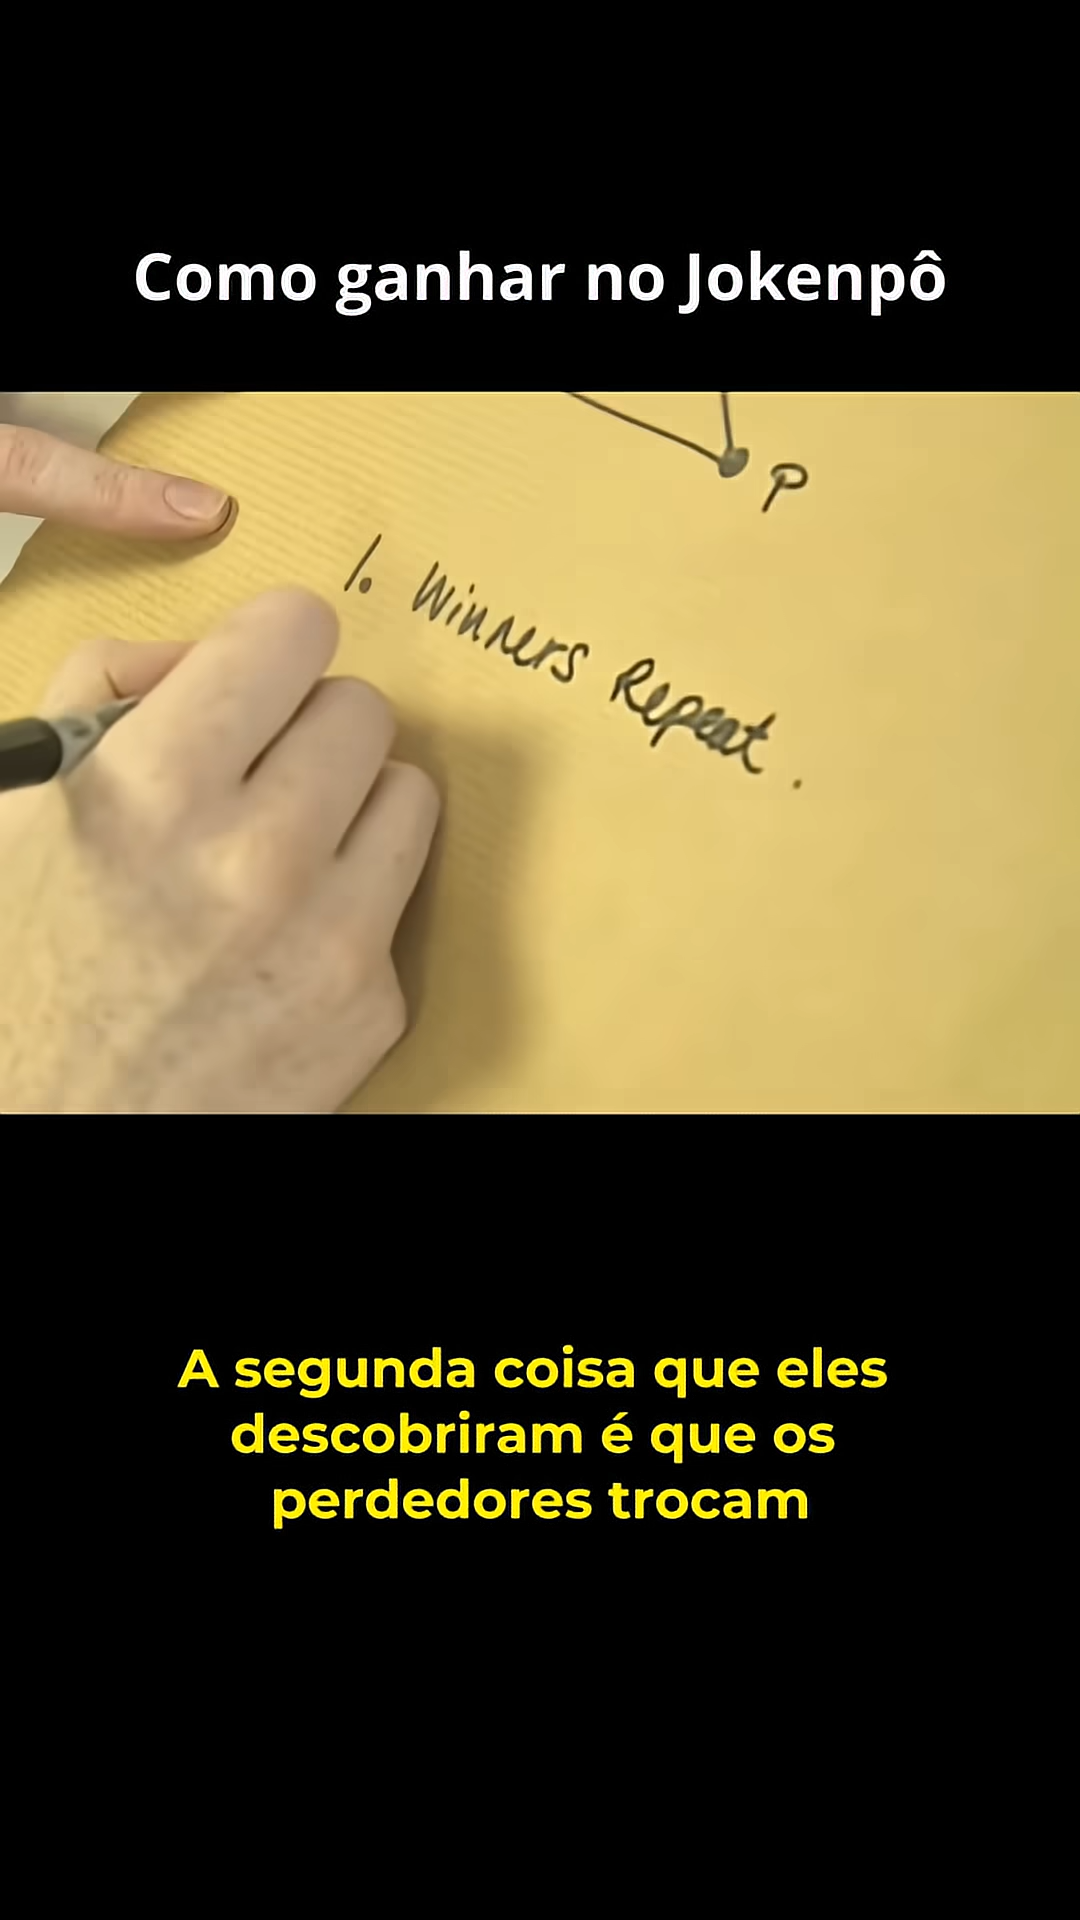 Como ganhar no Jokenpô
P
1. Winners Repeat.
A segunda coisa que eles
descobriram é que os
perdedores trocam